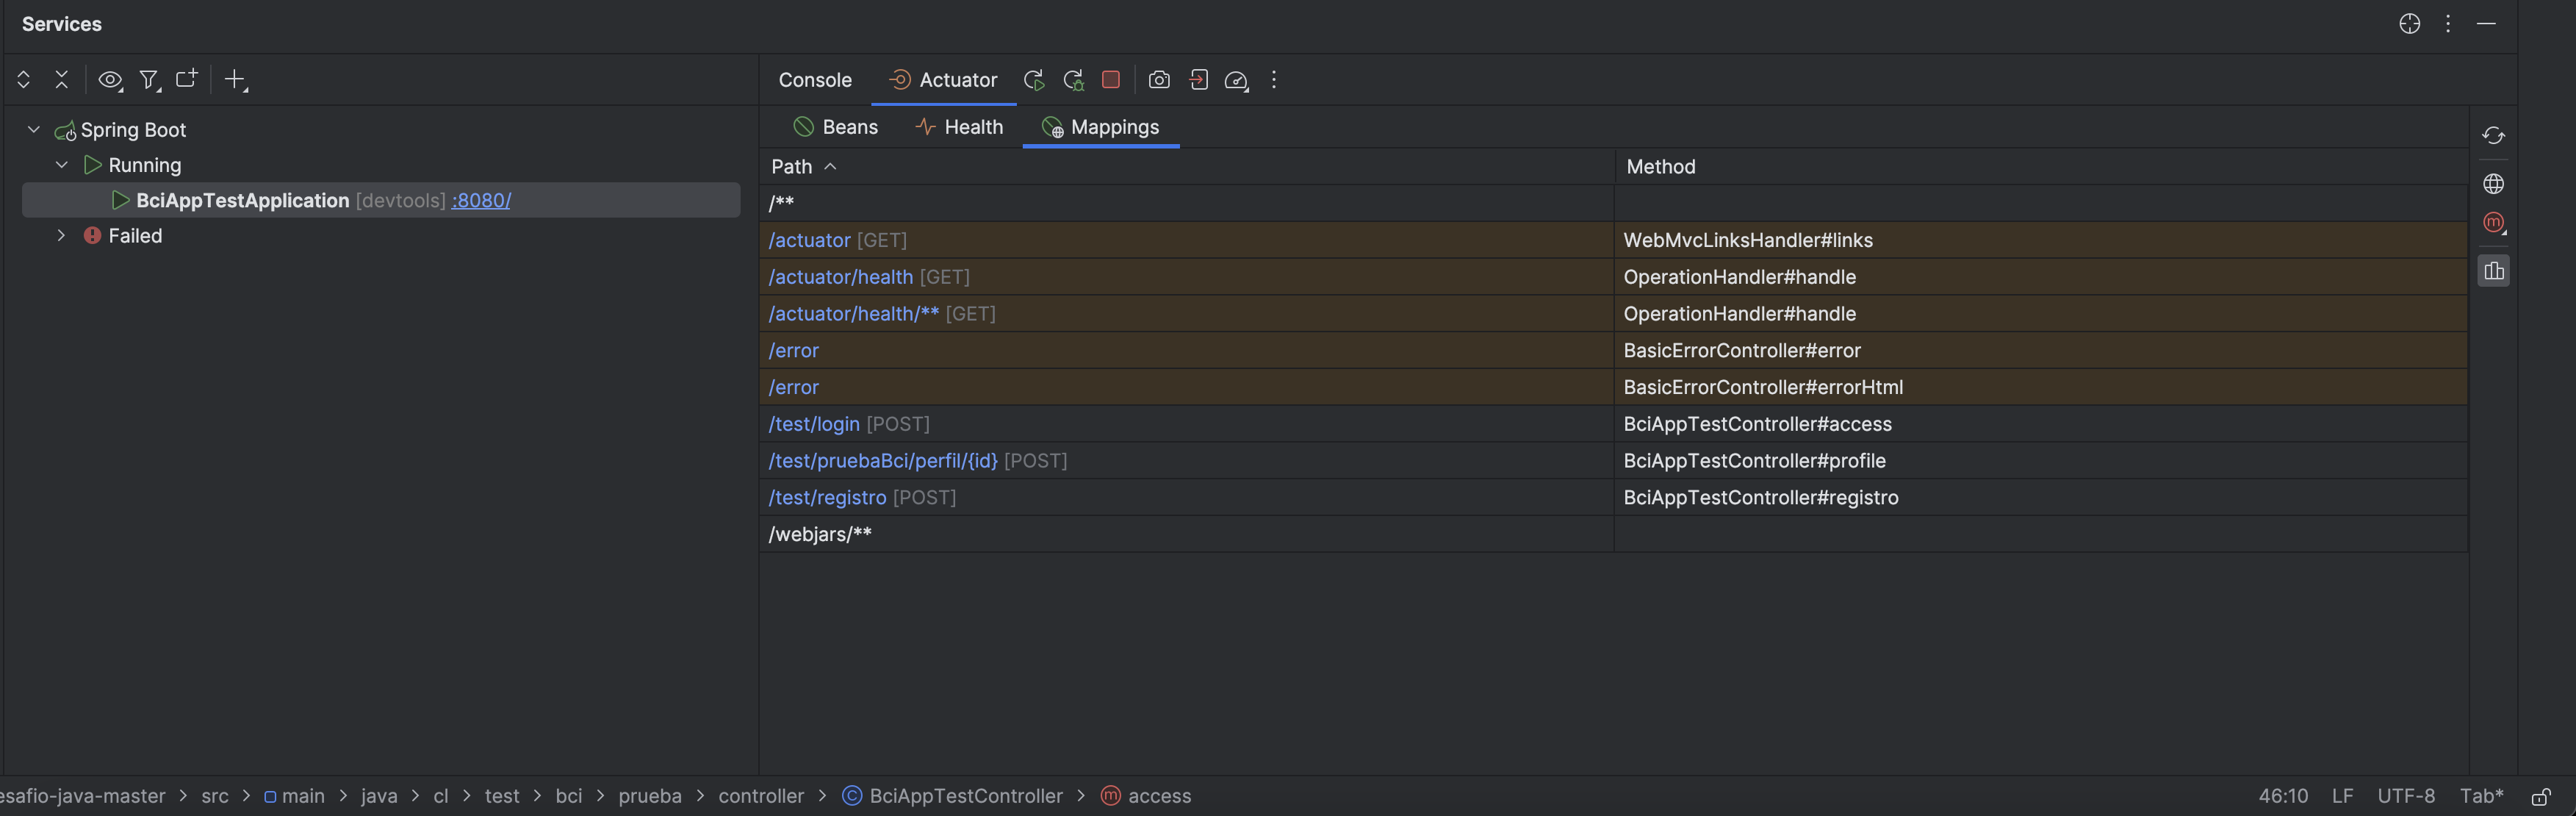 Services
Console Actuator
Spring Boot
Running
BciAppTestApplication [devtools] :8080/
Failed
Beans Health Mappings
Path Method
/**
/actuator [GET] WebMvcLinksHandler#links
/actuator/health [GET] OperationHandler#handle
/actuator/health/** [GET] OperationHandler#handle
/error BasicErrorController#error
/error BasicErrorController#errorHtml
/test/login [POST] BciAppTestController#access
/test/pruebaBci/perfil/{id} [POST] BciAppTestController#profile
/test/registro [POST] BciAppTestController#registro
/webjars/**
esafio-java-master > src > main > java > cl > test > bci > prueba > controller > BciAppTestController > access 46:10 LF UTF-8 Tab*